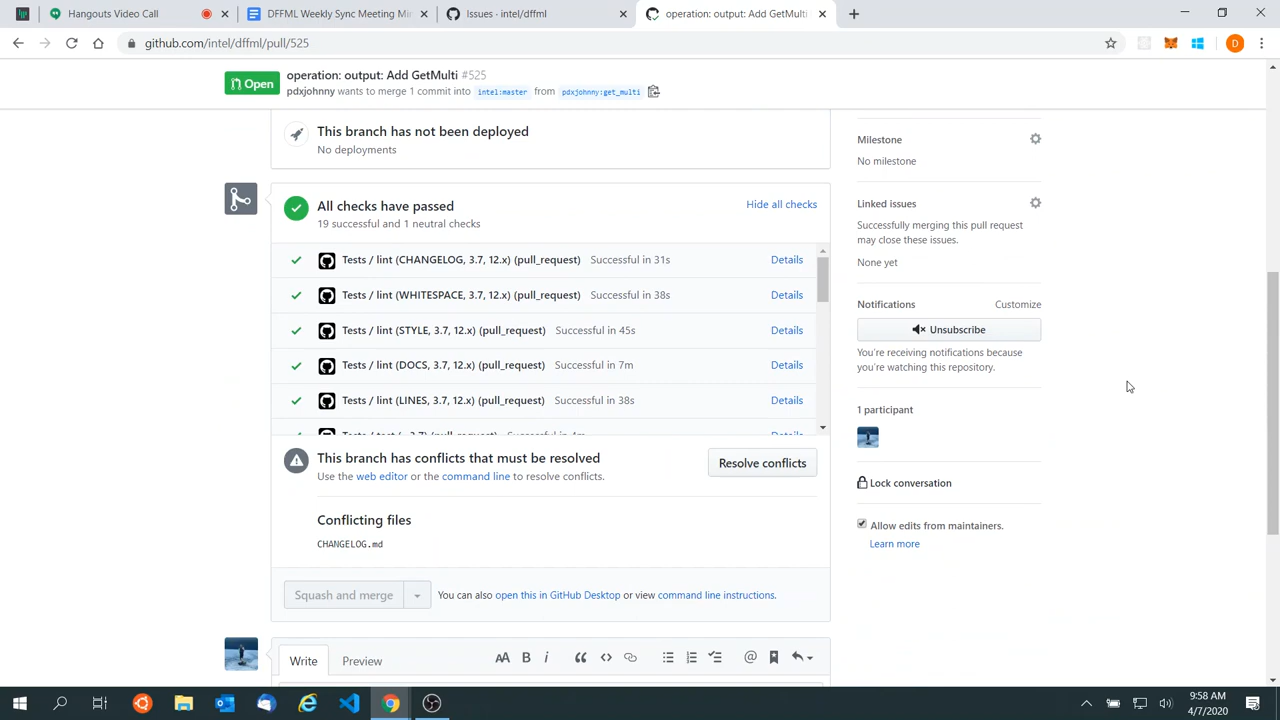 Hangouts Video Call
DFFML Weekly Sync Meeting Min
Issues · intel/dffml
operation: output: Add GetMulti
github.com/intel/dffml/pull/525
D
Open
operation: output: Add GetMulti #525
pdxjohnny wants to merge 1 commit into intel:master from pdxjohnny:get_multi
This branch has not been deployed
No deployments
All checks have passed
Hide all checks
19 successful and 1 neutral checks
Tests / lint (CHANGELOG, 3.7, 12.x) (pull_request) Successful in 31s Details
Tests / lint (WHITESPACE, 3.7, 12.x) (pull_request) Successful in 38s Details
Tests / lint (STYLE, 3.7, 12.x) (pull_request) Successful in 45s Details
Tests / lint (DOCS, 3.7, 12.x) (pull_request) Successful in 7m Details
Tests / lint (LINES, 3.7, 12.x) (pull_request) Successful in 38s Details
This branch has conflicts that must be resolved
Use the web editor or the command line to resolve conflicts.
Resolve conflicts
Conflicting files
CHANGELOG.md
Squash and merge
You can also open this in GitHub Desktop or view command line instructions.
Write
Preview
AA B i
Milestone
No milestone
Linked issues
Successfully merging this pull request
may close these issues.
None yet
Notifications
Customize
Unsubscribe
You're receiving notifications because
you're watching this repository.
1 participant
Lock conversation
Allow edits from maintainers.
Learn more
9:58 AM
4/7/2020